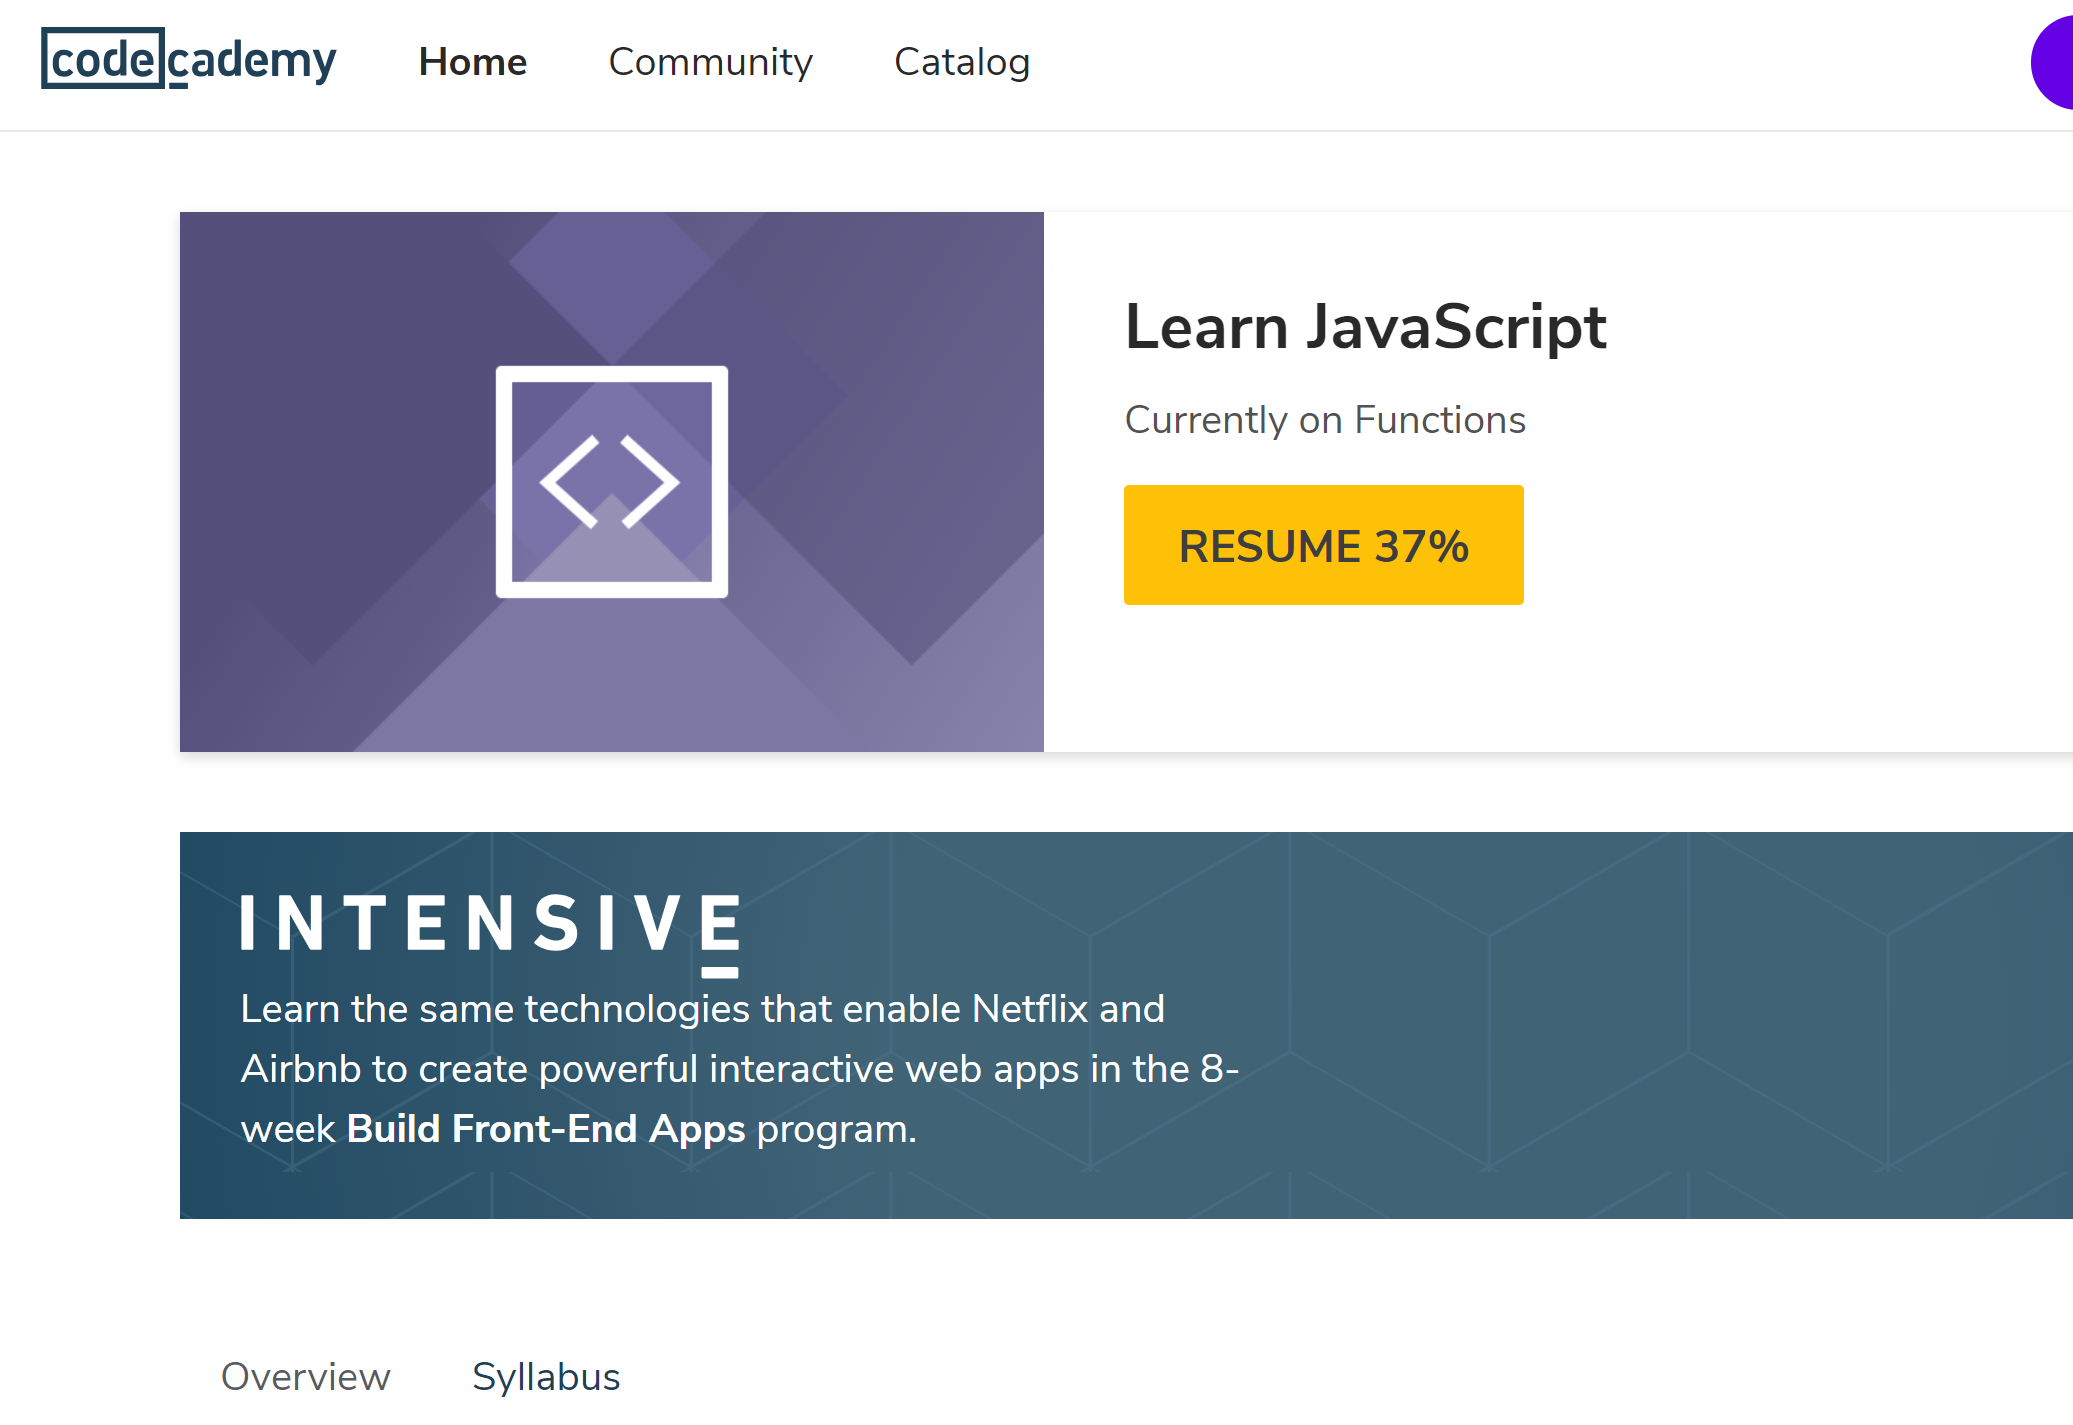 codecademy Home Community Catalog
Learn JavaScript
Currently on Functions
RESUME 37%
INTENSIVE
Learn the same technologies that enable Netflix and
Airbnb to create powerful interactive web apps in the 8-
week Build Front-End Apps program.
Overview Syllabus